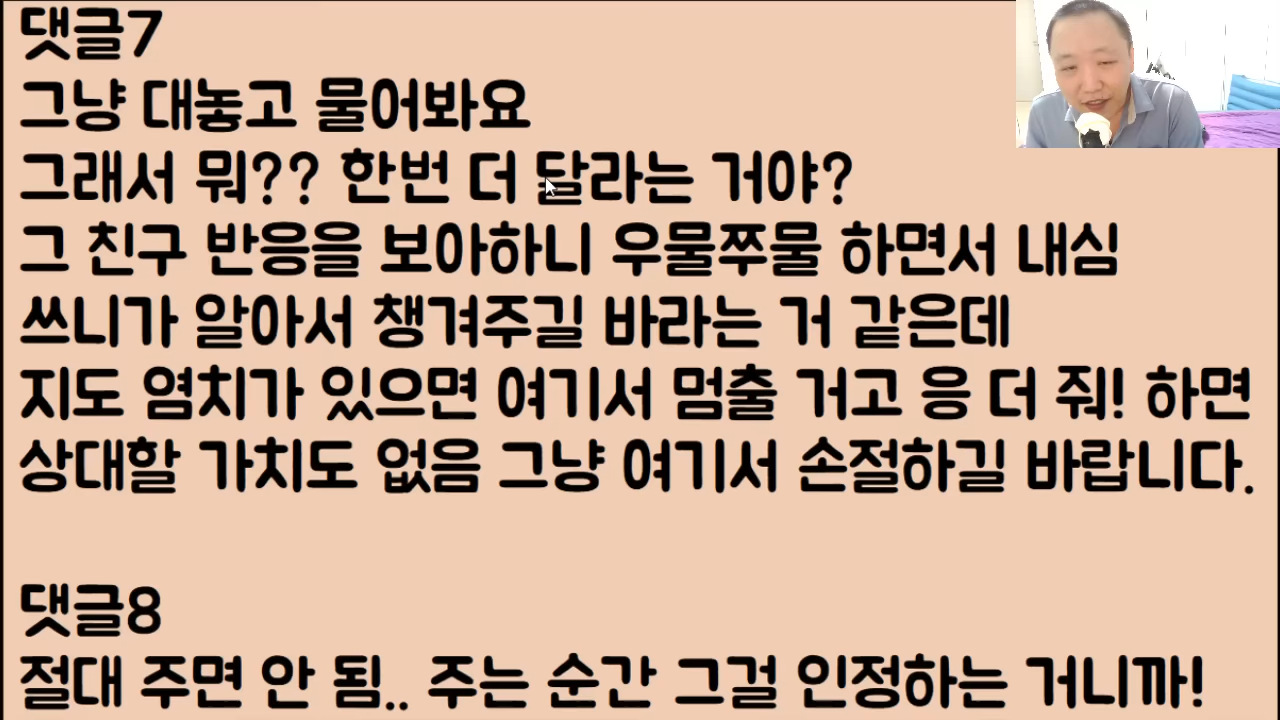 댓글7
그냥 대놓고 물어봐요
그래서 뭐?? 한번 더 달라는 거야?
그 친구 반응을 보아하니 우물쭈물 하면서 내심
쓰니가 알아서 챙겨주길 바라는 거 같은데
지도 염치가 있으면 여기서 멈출 거고 응 더 줘! 하면
상대할 가치도 없음 그냥 여기서 손절하길 바랍니다.
댓글8
절대 주면 안 됨.. 주는 순간 그걸 인정하는 거니까!